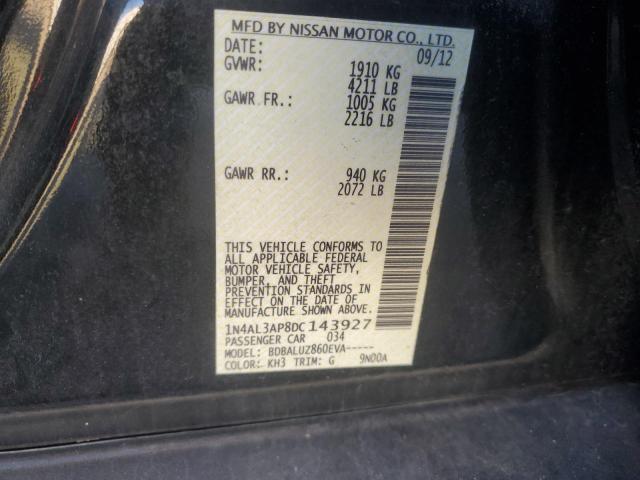 MFD BY NISSAN MOTOR CO., LTD.
DATE: 09/12
GVWR: 1910 KG
4211 LB
GAWR FR.: 1005 KG
2216 LB
GAWR RR.: 940 KG
2072 LB
THIS VEHICLE CONFORMS TO
ALL APPLICABLE FEDERAL
MOTOR VEHICLE SAFETY,
BUMPER, AND THEFT
PREVENTION STANDARDS IN
EFFECT ON THE DATE OF
MANUFACTURE SHOWN ABOVE.
1N4AL3AP8DC143927
PASSENGER CAR 034
MODEL: BDBALUZ860EVA-----
COLOR: KH3 TRIM: G 9N00A